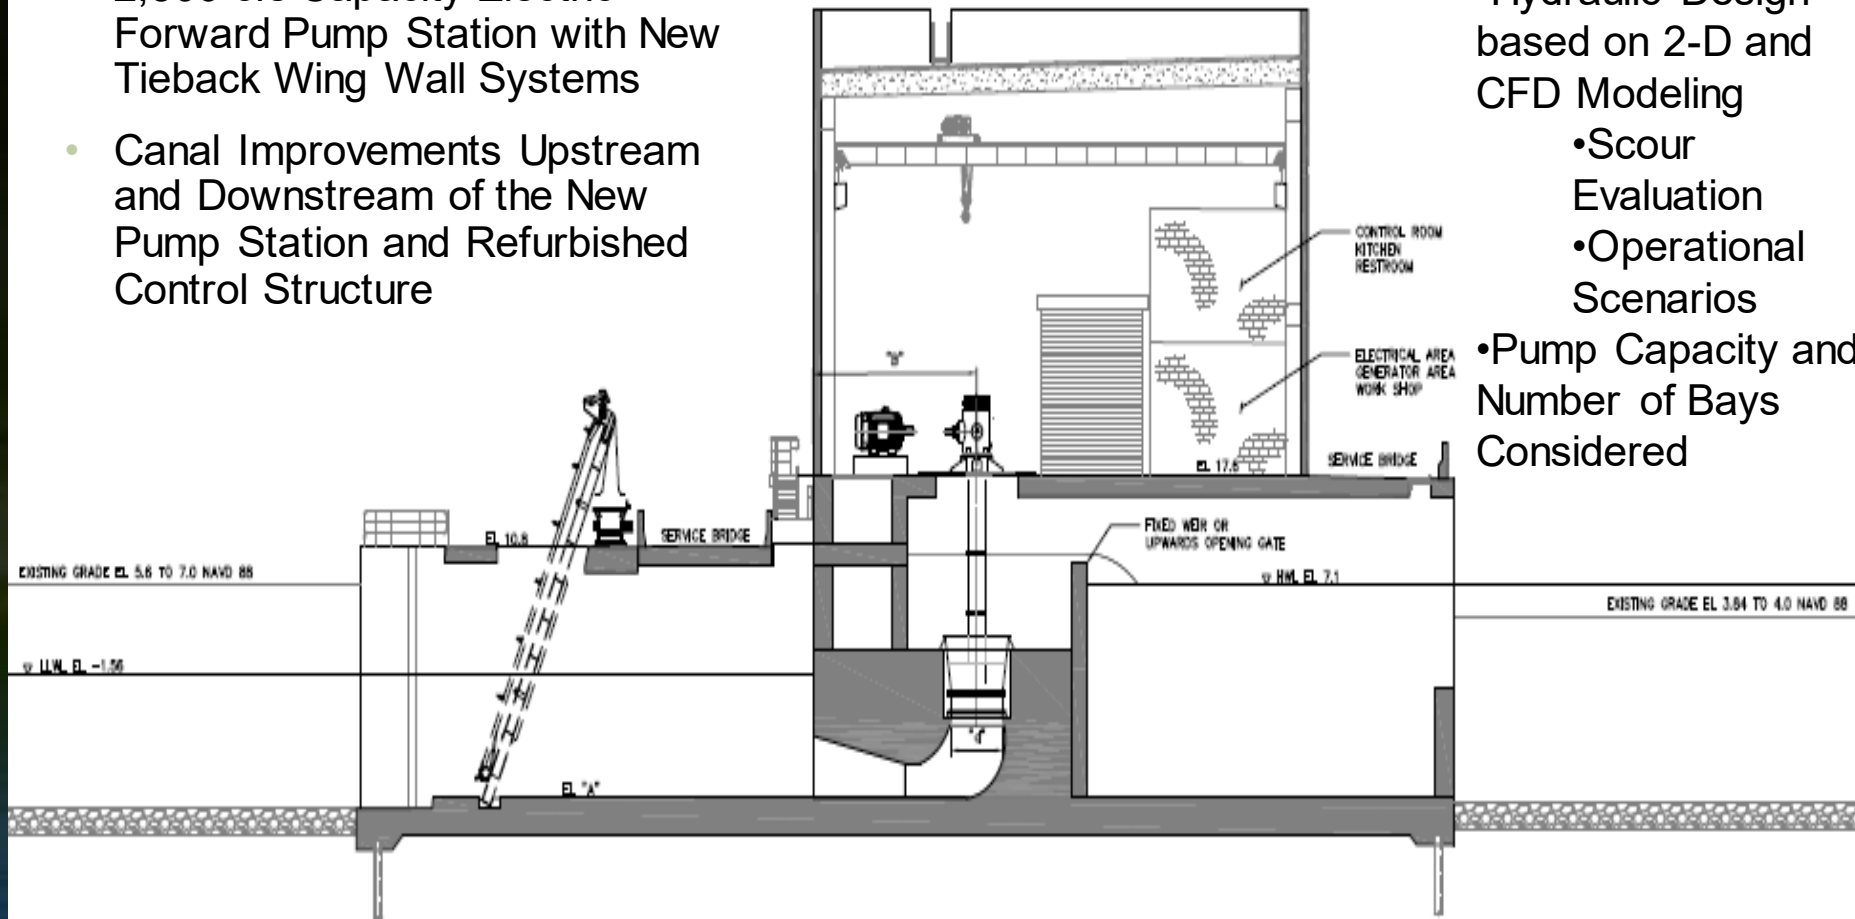 Forward Pump Station with New
Tieback Wing Wall Systems
• Canal Improvements Upstream
and Downstream of the New
Pump Station and Refurbished
Control Structure
•Hydraulic Design
based on 2-D and
CFD Modeling
•Scour
Evaluation
•Operational
Scenarios
•Pump Capacity and
Number of Bays
Considered
CONTROL ROOM
KITCHEN
RESTROOM
ELECTRICAL AREA
GENERATOR AREA
WORK SHOP
"B"
EL 17.6
SERVICE BRIDGE
EL 10.8
SERVICE BRIDGE
FIXED WEIR OR
UPWARDS OPENING GATE
EXISTING GRADE EL 5.6 TO 7.0 NAVD 88
HWL EL 7.1
EXISTING GRADE EL 3.84 TO 4.0 NAVD 88
LLWL EL -1.56
EL "A"